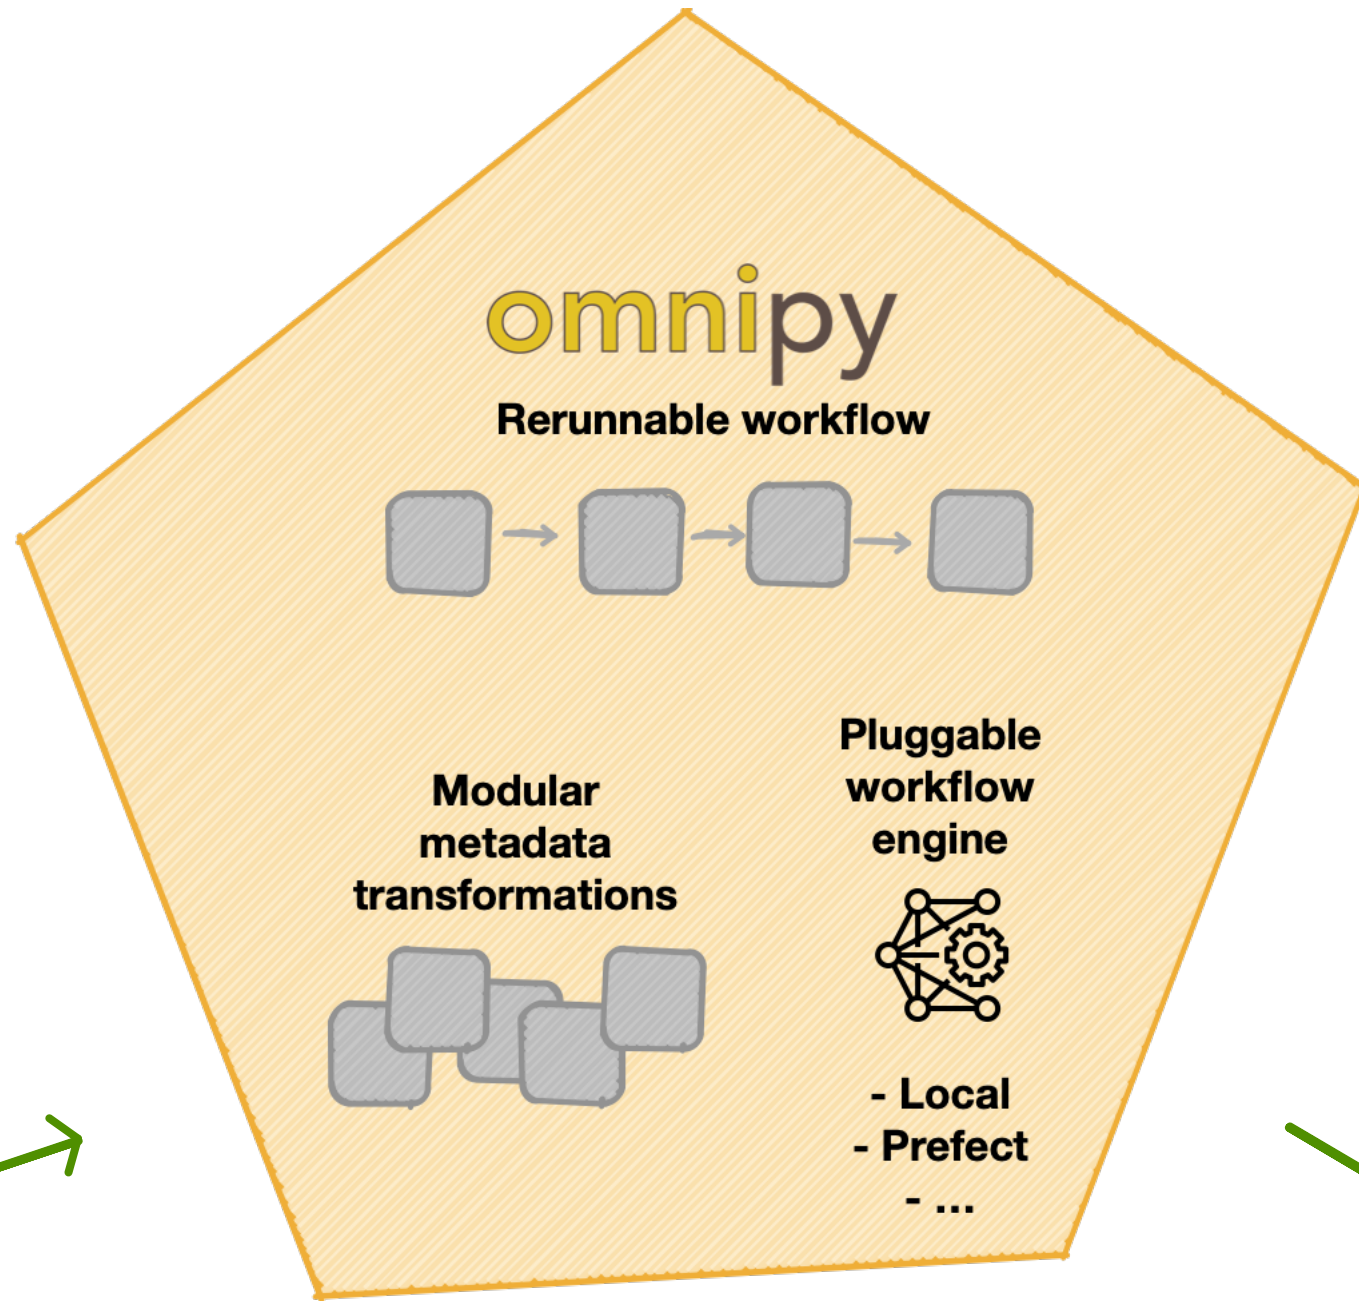 omnipy
Rerunnable workflow
Modular
metadata
transformations
Pluggable
workflow
engine
- Local
- Prefect
- ...